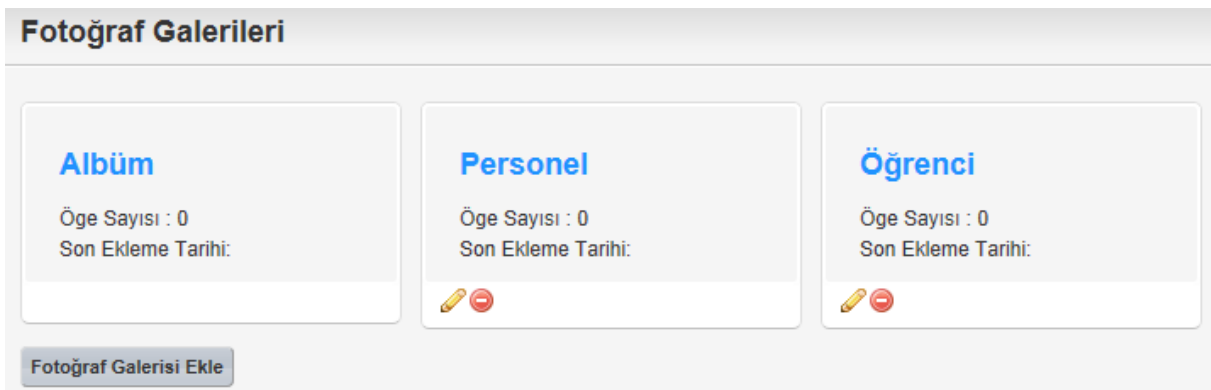 Fotoğraf Galerileri
Albüm
Öge Sayısı : 0
Son Ekleme Tarihi:
Personel
Öge Sayısı : 0
Son Ekleme Tarihi:
Öğrenci
Öge Sayısı : 0
Son Ekleme Tarihi:
Fotoğraf Galerisi Ekle